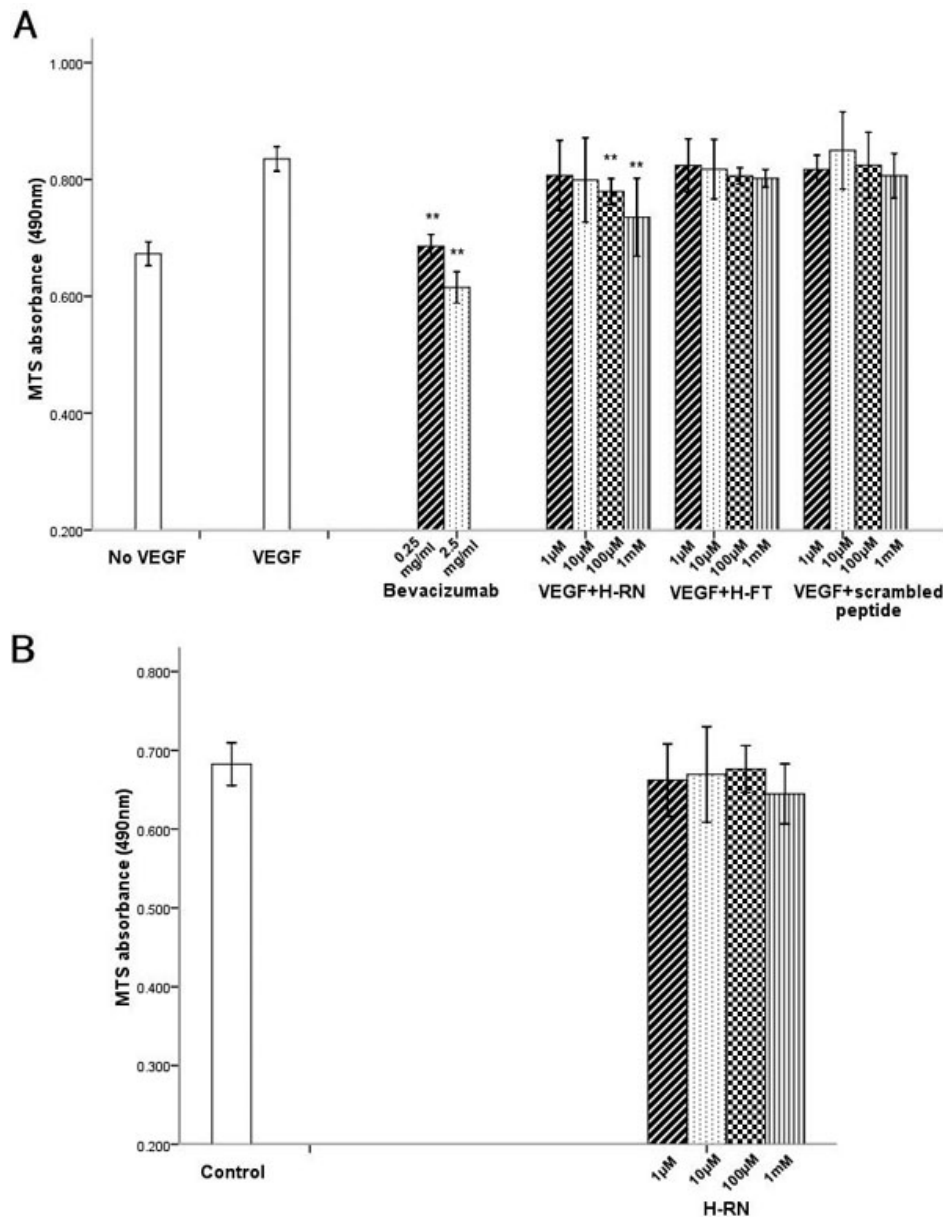 A
MTS absorbance (490nm)
1.000
0.800
0.600
0.400
0.200
**
**
**
**
No VEGF
VEGF
0.25
mg/ml
2.5
mg/ml
Bevacizumab
1μM
10μM
100μM
1mM
VEGF+H-RN
1μM
10μM
100μM
1mM
VEGF+H-FT
1μM
10μM
100μM
1mM
VEGF+scrambled
peptide
B
MTS absorbance (490nm)
0.800
0.700
0.600
0.500
0.400
0.300
0.200
Control
1μM
10μM
100μM
1mM
H-RN